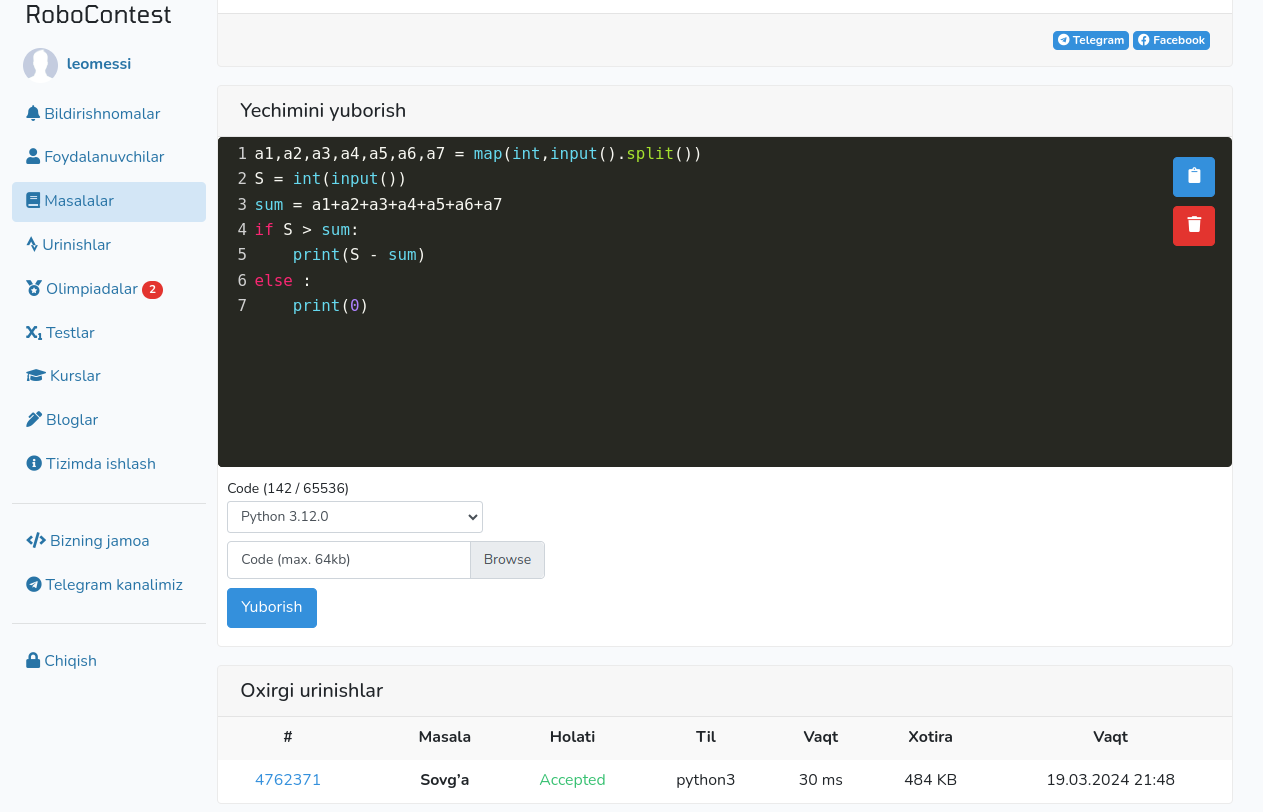 RoboContest
leomessi
Bildirishnomalar
Foydalanuvchilar
Masalalar
Urinishlar
Olimpiadalar 2
Testlar
Kurslar
Bloglar
Tizimda ishlash
Bizning jamoa
Telegram kanalimiz
Chiqish
Telegram Facebook
Yechimini yuborish
1 a1,a2,a3,a4,a5,a6,a7 = map(int,input().split())
2 S = int(input())
3 sum = a1+a2+a3+a4+a5+a6+a7
4 if S > sum:
5     print(S - sum)
6 else :
7     print(0)
Code (142 / 65536)
Python 3.12.0
Code (max. 64kb) Browse
Yuborish
Oxirgi urinishlar
# Masala Holati Til Vaqt Xotira Vaqt
4762371 Sovg’a Accepted python3 30 ms 484 KB 19.03.2024 21:48